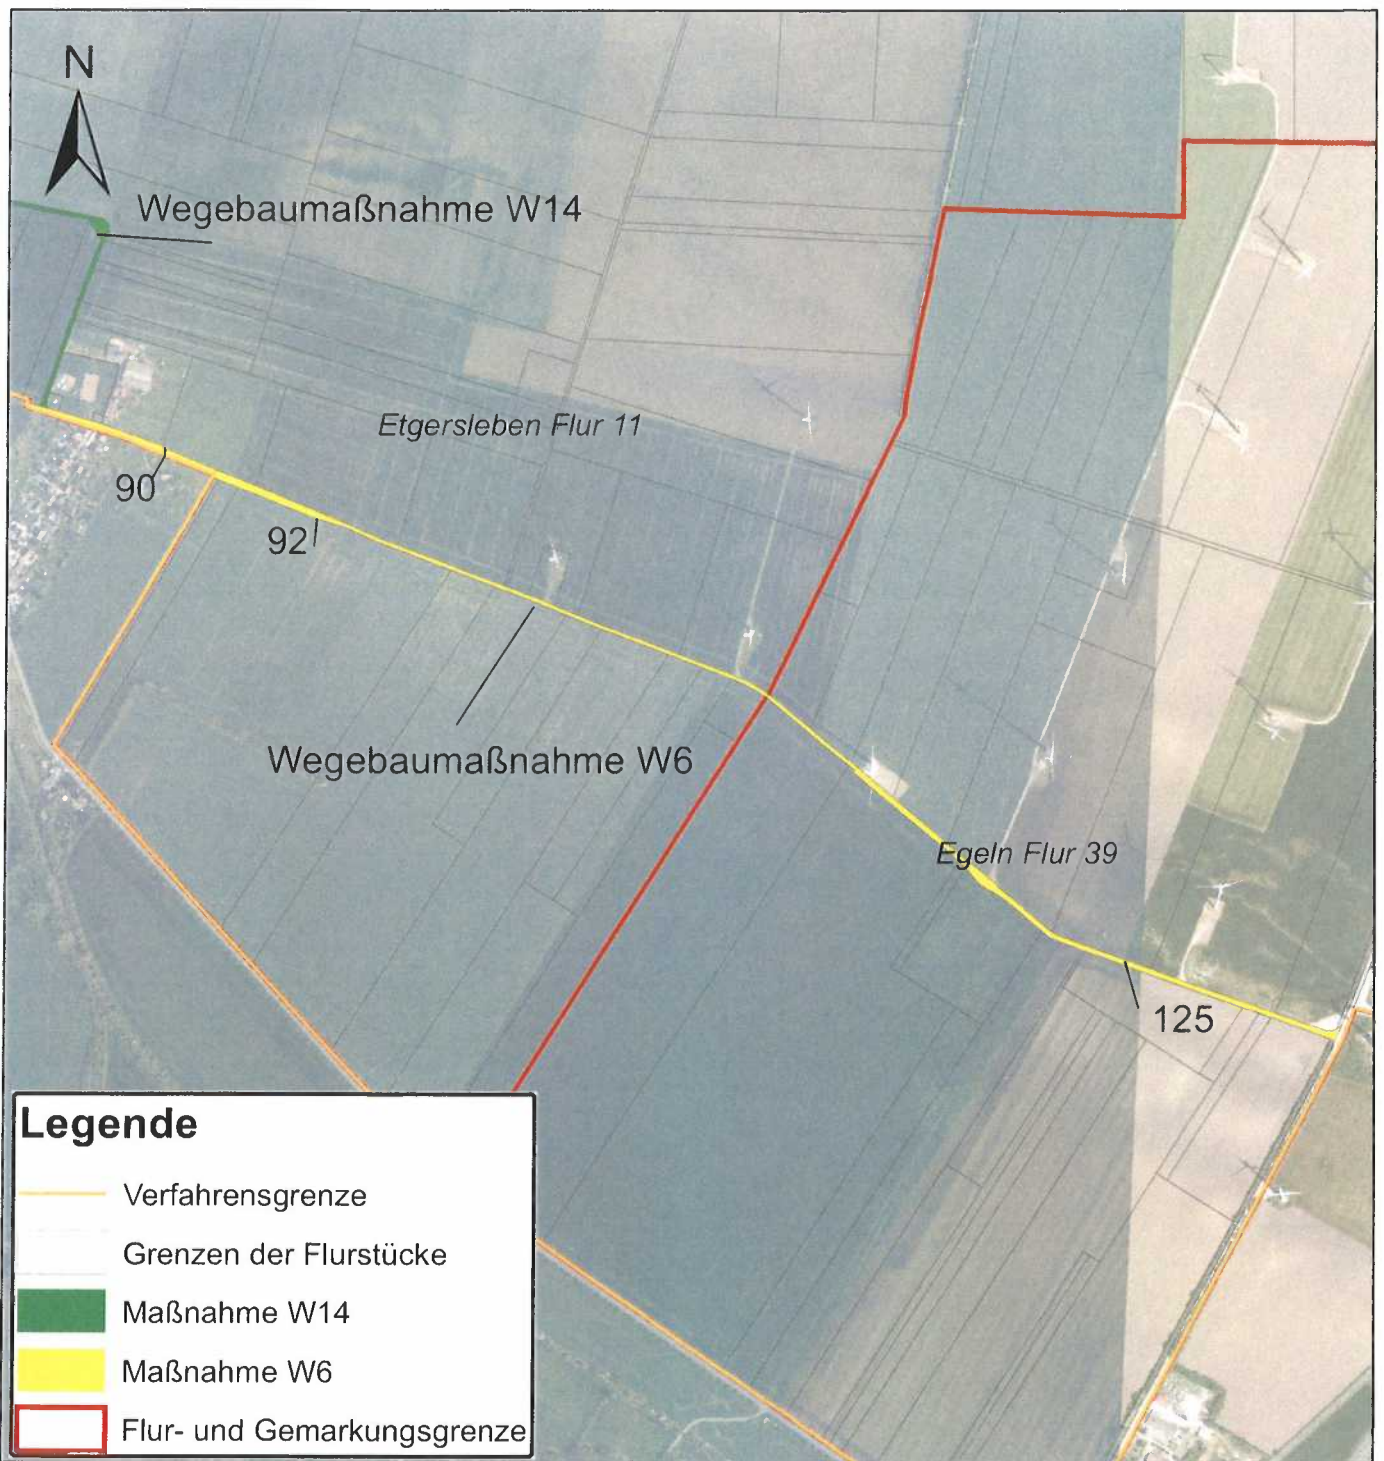 N
Wegebaumaßnahme W14
Etgersleben Flur 11
90
92
Wegebaumaßnahme W6
Egeln Flur 39
125
Legende
Verfahrensgrenze
Grenzen der Flurstücke
Maßnahme W14
Maßnahme W6
Flur- und Gemarkungsgrenze